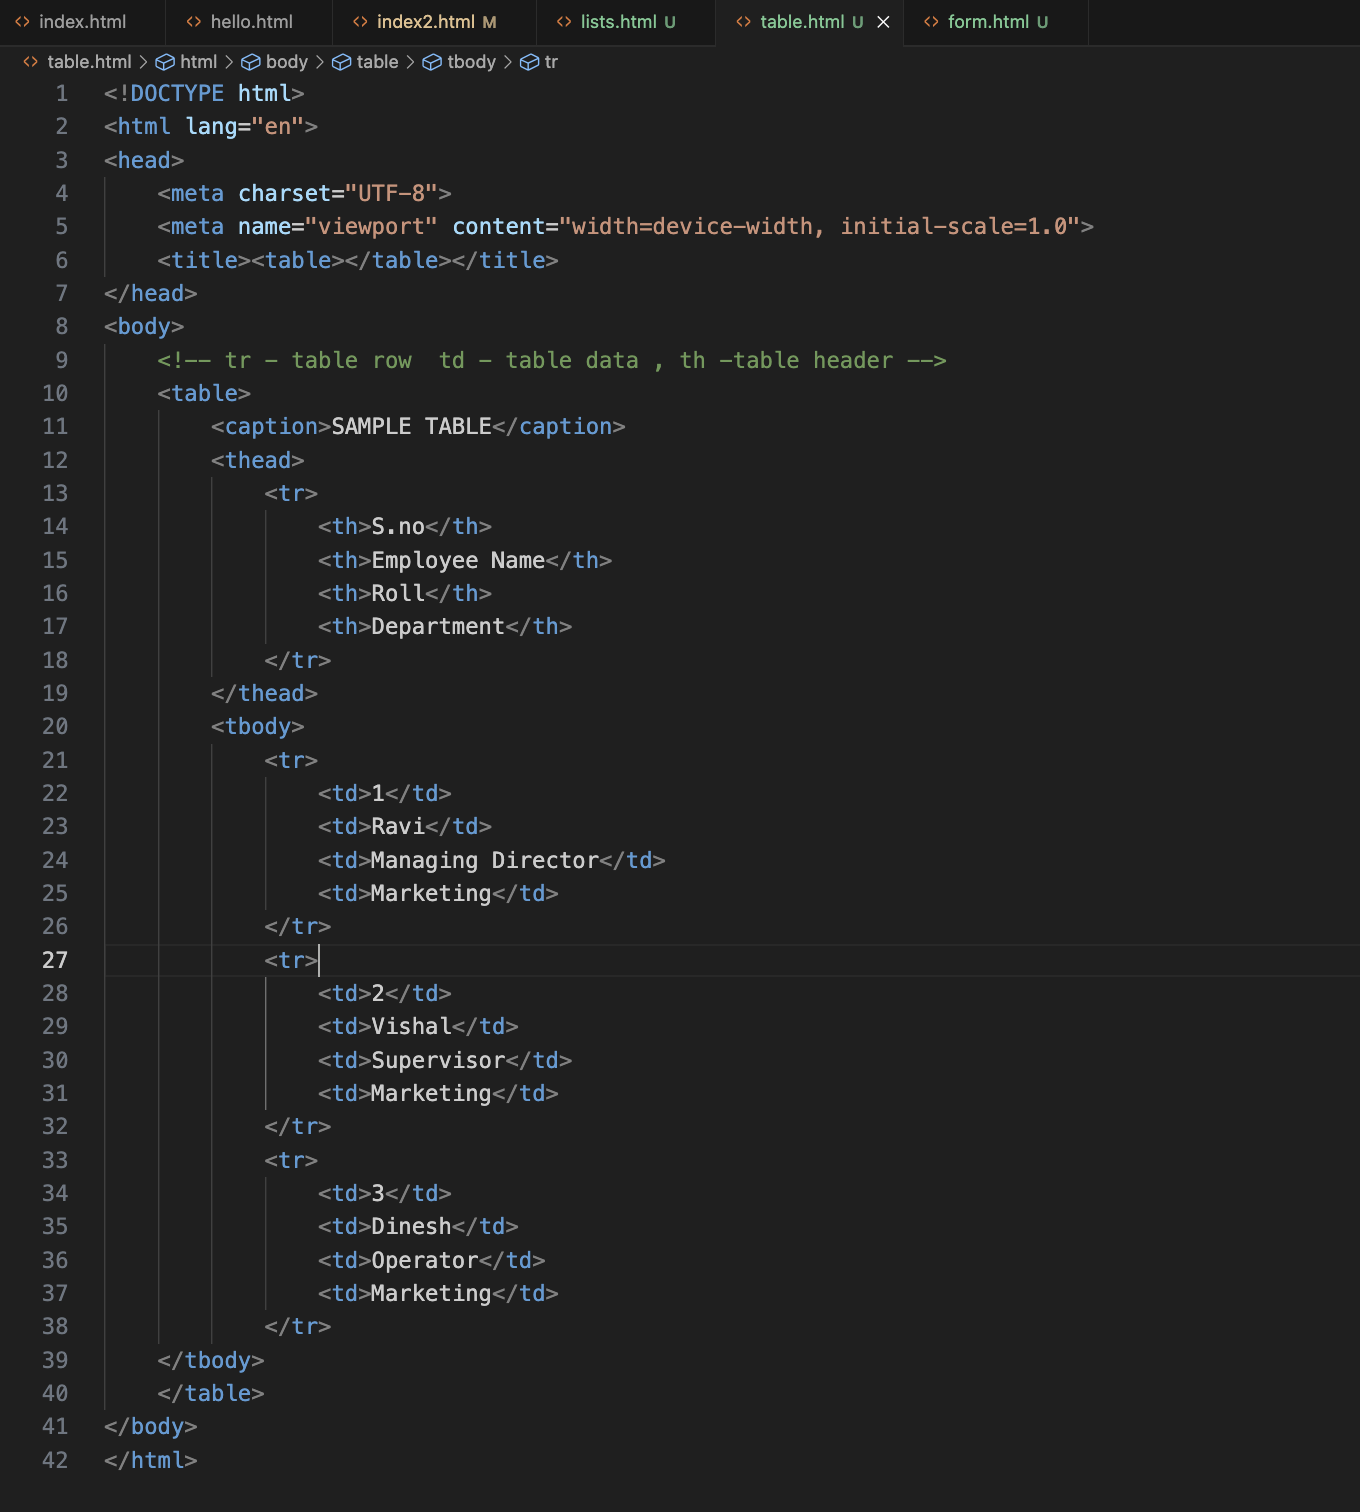 index.html hello.html index2.html M lists.html U table.html U form.html U
table.html > html > body > table > tbody > tr
1 <!DOCTYPE html>
2 <html lang="en">
3 <head>
4     <meta charset="UTF-8">
5     <meta name="viewport" content="width=device-width, initial-scale=1.0">
6     <title><table></table></title>
7 </head>
8 <body>
9     <!-- tr - table row  td - table data , th -table header -->
10     <table>
11         <caption>SAMPLE TABLE</caption>
12         <thead>
13             <tr>
14                 <th>S.no</th>
15                 <th>Employee Name</th>
16                 <th>Roll</th>
17                 <th>Department</th>
18             </tr>
19         </thead>
20         <tbody>
21             <tr>
22                 <td>1</td>
23                 <td>Ravi</td>
24                 <td>Managing Director</td>
25                 <td>Marketing</td>
26             </tr>
27             <tr>
28                 <td>2</td>
29                 <td>Vishal</td>
30                 <td>Supervisor</td>
31                 <td>Marketing</td>
32             </tr>
33             <tr>
34                 <td>3</td>
35                 <td>Dinesh</td>
36                 <td>Operator</td>
37                 <td>Marketing</td>
38             </tr>
39     </tbody>
40     </table>
41 </body>
42 </html>